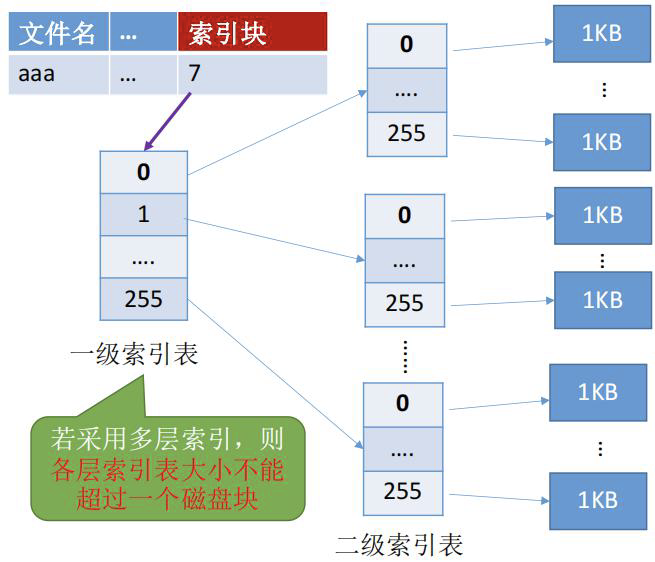 文件名 … 索引块
aaa … 7
0
1
….
255
一级索引表
若采用多层索引，则
各层索引表大小不能
超过一个磁盘块
0
….
255
0
….
255
……
0
….
255
二级索引表
1KB
…
1KB
1KB
…
1KB
1KB
…
1KB